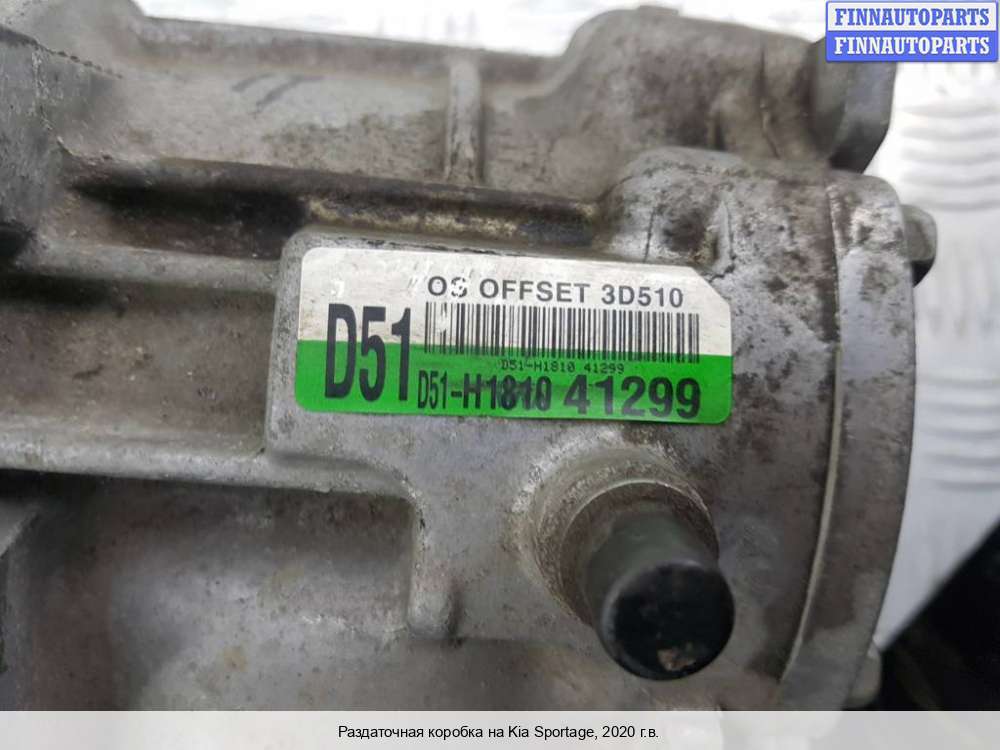 FINNAUTOPARTS
FINNAUTOPARTS
OS OFFSET 3D510
D51
D51-H1810 41299
D51-H1810 41299
Раздаточная коробка на Kia Sportage, 2020 г.в.